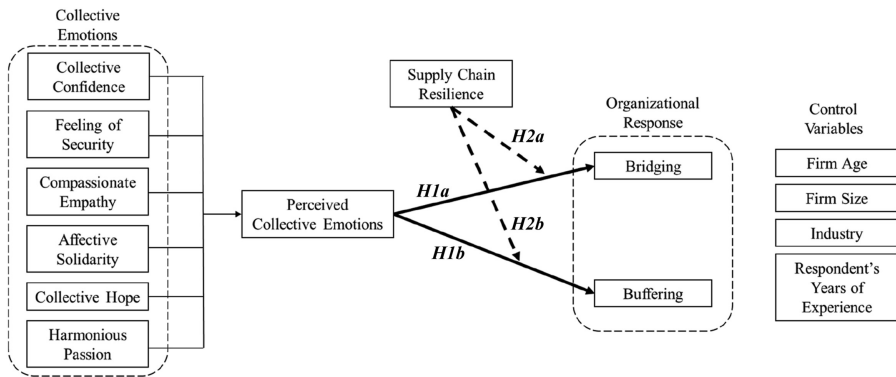 Collective
Emotions
Collective
Confidence
Feeling of
Security
Compassionate
Empathy
Affective
Solidarity
Collective Hope
Harmonious
Passion
Perceived
Collective Emotions
Supply Chain
Resilience
H1a
H1b
H2a
H2b
Organizational
Response
Bridging
Buffering
Control
Variables
Firm Age
Firm Size
Industry
Respondent's
Years of
Experience